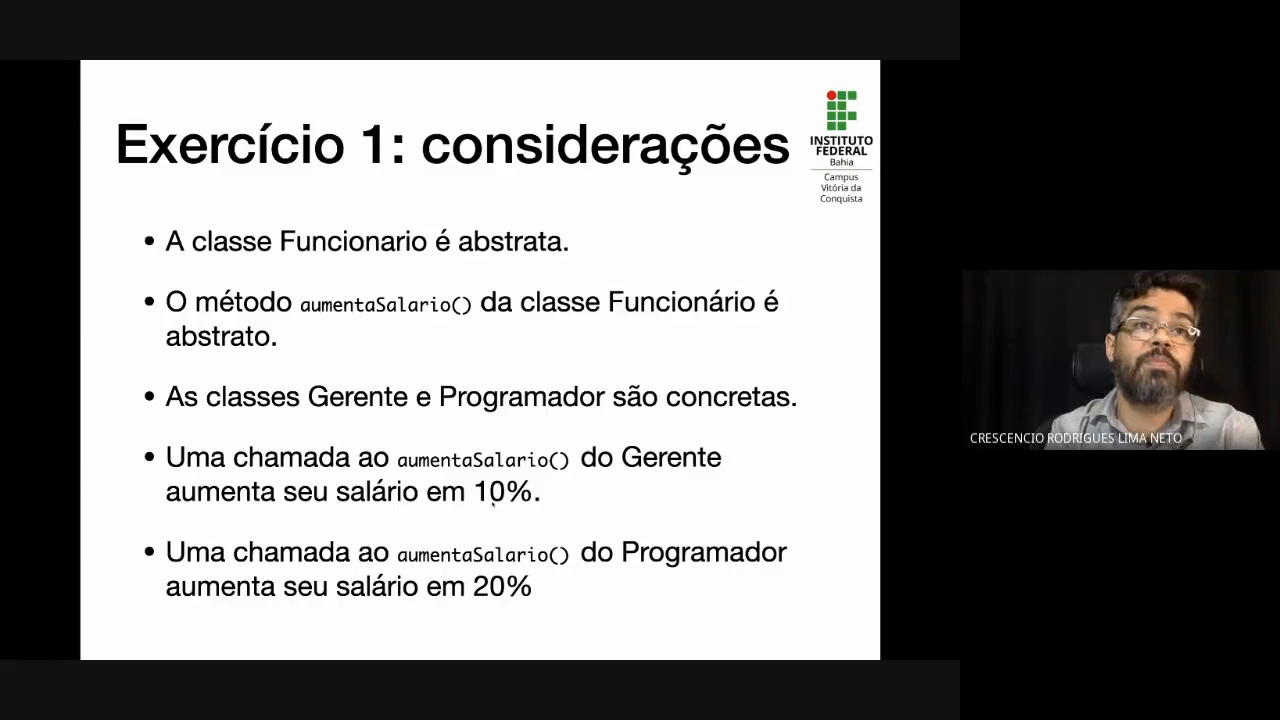 Exercício 1: considerações
INSTITUTO
FEDERAL
Bahia
Campus
Vitória da
Conquista
• A classe Funcionario é abstrata.
• O método aumentaSalario() da classe Funcionário é
abstrato.
• As classes Gerente e Programador são concretas.
• Uma chamada ao aumentaSalario() do Gerente
aumenta seu salário em 10%.
• Uma chamada ao aumentaSalario() do Programador
aumenta seu salário em 20%
CRESCENCIO RODRIGUES LIMA NETO